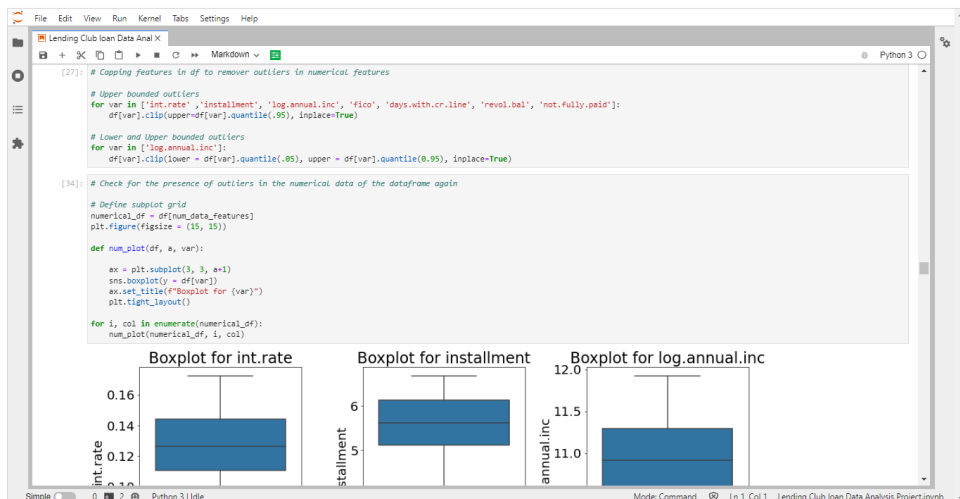 File Edit View Run Kernel Tabs Settings Help
Lending Club loan Data Anal ×
Markdown
Python 3
[27]: # Capping features in df to remover outliers in numerical features
# Upper bounded outliers
for var in ['int.rate' ,'installment', 'log.annual.inc', 'fico', 'days.with.cr.line', 'revol.bal', 'not.fully.paid']:
df[var].clip(upper=df[var].quantile(.95), inplace=True)
# Lower and Upper bounded outliers
for var in ['log.annual.inc']:
df[var].clip(lower = df[var].quantile(.05), upper = df[var].quantile(0.95), inplace=True)
[34]: # Check for the presence of outliers in the numerical data of the dataframe again
# Define subplot grid
numerical_df = df[num_data_features]
plt.figure(figsize = (15, 15))
def num_plot(df, a, var):
ax = plt.subplot(3, 3, a+1)
sns.boxplot(y = df[var])
ax.set_title(f"Boxplot for {var}")
plt.tight_layout()
for i, col in enumerate(numerical_df):
num_plot(numerical_df, i, col)
Boxplot for int.rate
0.16
0.14
0.12
0.10
int.rate
Boxplot for installment
6
5
stallment
Boxplot for log.annual.inc
12.0
11.5
11.0
annual.inc
Simple 0 2 Python 3 | Idle Mode: Command Ln 1, Col 1 Lending Club loan Data Analysis Project.ipynb